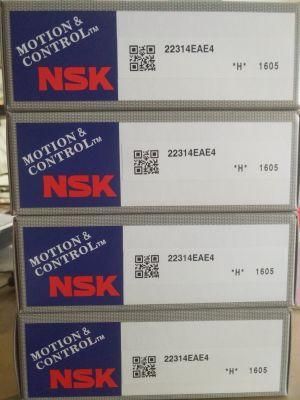 MOTION &
CONTROL™
NSK
22314EAE4
*H* 1605
MOTION &
CONTROL™
NSK
22314EAE4
*H* 1605
MOTION &
CONTROL™
NSK
22314EAE4
*H* 1605
MOTION &
CONTROL™
NSK
22314EAE4
*H* 1605